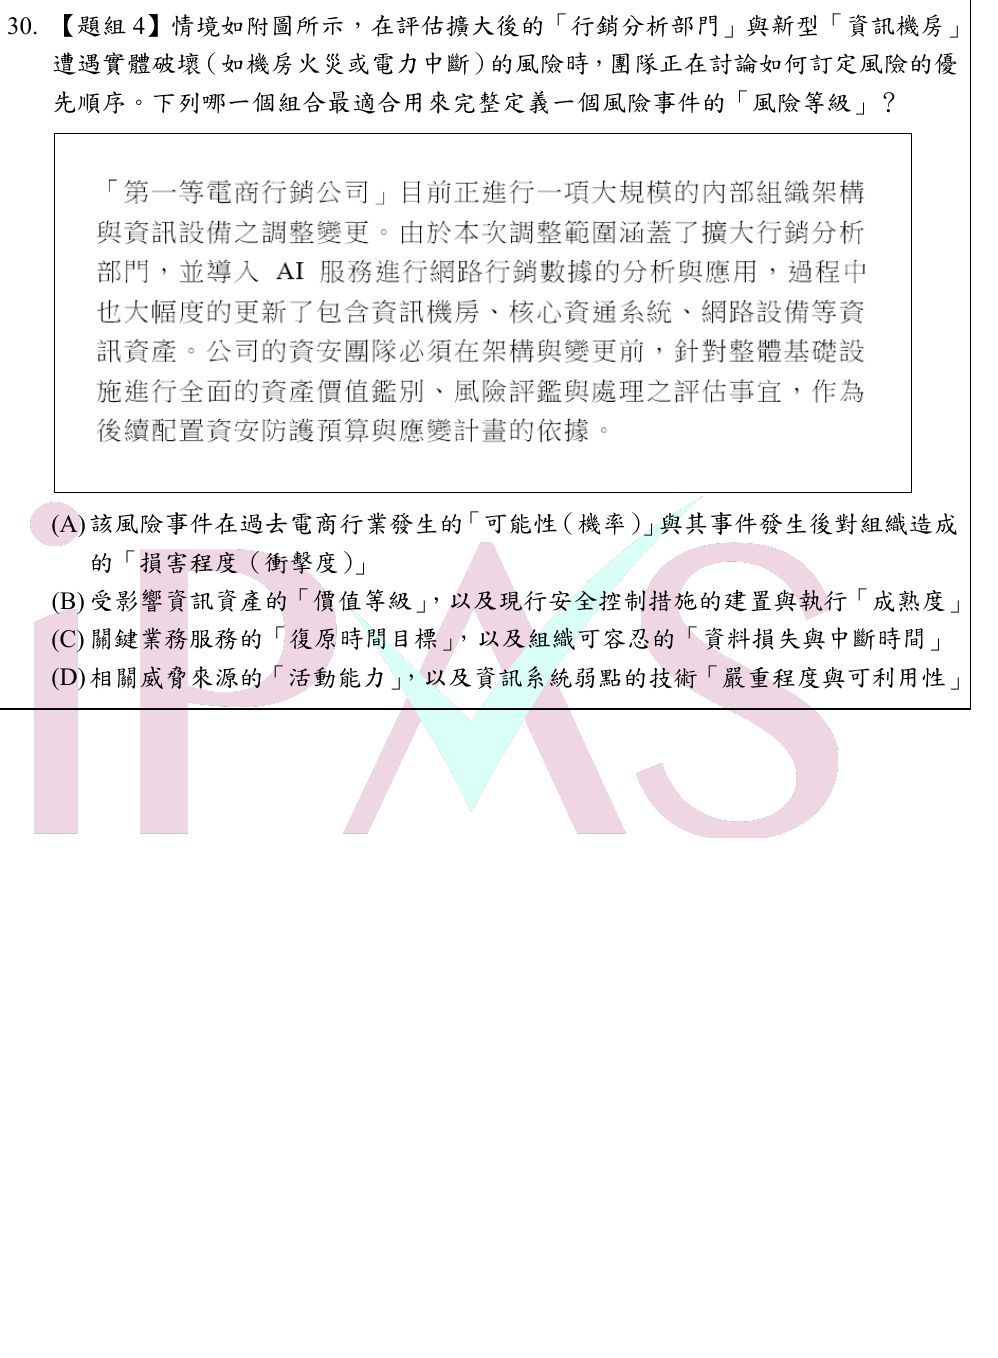 30. 【題組 4】情境如附圖所示，在評估擴大後的「行銷分析部門」與新型「資訊機房」
遭遇實體破壞（如機房火災或電力中斷）的風險時，團隊正在討論如何訂定風險的優
先順序。下列哪一個組合最適合用來完整定義一個風險事件的「風險等級」？
「第一等電商行銷公司」目前正進行一項大規模的內部組織架構
與資訊設備之調整變更。由於本次調整範圍涵蓋了擴大行銷分析
部門，並導入 AI 服務進行網路行銷數據的分析與應用，過程中
也大幅度的更新了包含資訊機房、核心資通系統、網路設備等資
訊資產。公司的資安團隊必須在架構與變更前，針對整體基礎設
施進行全面的資產價值鑑別、風險評鑑與處理之評估事宜，作為
後續配置資安防護預算與應變計畫的依據。
(A) 該風險事件在過去電商行業發生的「可能性（機率）」與其事件發生後對組織造成
的「損害程度（衝擊度）」
(B) 受影響資訊資產的「價值等級」，以及現行安全控制措施的建置與執行「成熟度」
(C) 關鍵業務服務的「復原時間目標」，以及組織可容忍的「資料損失與中斷時間」
(D) 相關威脅來源的「活動能力」，以及資訊系統弱點的技術「嚴重程度與可利用性」
iPAS